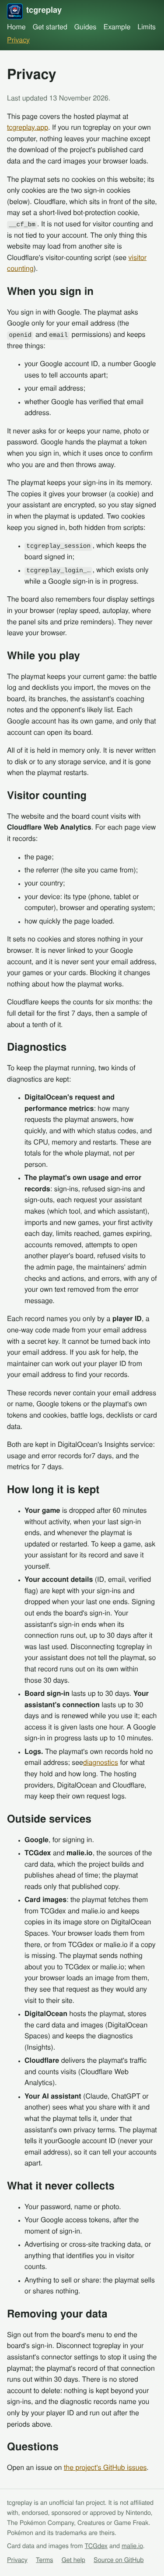 tcgreplay
Home Get started Guides Example Limits
Privacy
Privacy
Last updated 13 November 2026.
This page covers the hosted playmat at
tcgreplay.app. If you run tcgreplay on your own
computer, nothing leaves your machine except
the download of the project's published card
data and the card images your browser loads.
The playmat sets no cookies on this website; its
only cookies are the two sign-in cookies
(below). Cloudflare, which sits in front of the site,
may set a short-lived bot-protection cookie,
__cf_bm. It is not used for visitor counting and
is not tied to your account. The only thing this
website may load from another site is
Cloudflare's visitor-counting script (see visitor
counting).
When you sign in
You sign in with Google. The playmat asks
Google only for your email address (the
openid and email permissions) and keeps
three things:
• your Google account ID, a number Google
uses to tell accounts apart;
• your email address;
• whether Google has verified that email
address.
It never asks for or keeps your name, photo or
password. Google hands the playmat a token
when you sign in, which it uses once to confirm
who you are and then throws away.
The playmat keeps your sign-ins in its memory.
The copies it gives your browser (a cookie) and
your assistant are encrypted, so you stay signed
in when the playmat is updated. Two cookies
keep you signed in, both hidden from scripts:
• tcgreplay_session, which keeps the
board signed in;
• tcgreplay_login_…, which exists only
while a Google sign-in is in progress.
The board also remembers four display settings
in your browser (replay speed, autoplay, where
the panel sits and prize reminders). They never
leave your browser.
While you play
The playmat keeps your current game: the battle
log and decklists you import, the moves on the
board, its branches, the assistant's coaching
notes and the opponent's likely list. Each
Google account has its own game, and only that
account can open its board.
All of it is held in memory only. It is never written
to disk or to any storage service, and it is gone
when the playmat restarts.
Visitor counting
The website and the board count visits with
Cloudflare Web Analytics. For each page view
it records:
• the page;
• the referrer (the site you came from);
• your country;
• your device: its type (phone, tablet or
computer), browser and operating system;
• how quickly the page loaded.
It sets no cookies and stores nothing in your
browser. It is never linked to your Google
account, and it is never sent your email address,
your games or your cards. Blocking it changes
nothing about how the playmat works.
Cloudflare keeps the counts for six months: the
full detail for the first 7 days, then a sample of
about a tenth of it.
Diagnostics
To keep the playmat running, two kinds of
diagnostics are kept:
• DigitalOcean's request and
performance metrics: how many
requests the playmat answers, how
quickly, and with which status codes, and
its CPU, memory and restarts. These are
totals for the whole playmat, not per
person.
• The playmat's own usage and error
records: sign-ins, refused sign-ins and
sign-outs, each request your assistant
makes (which tool, and which assistant),
imports and new games, your first activity
each day, limits reached, games expiring,
accounts removed, attempts to open
another player's board, refused visits to
the admin page, the maintainers' admin
checks and actions, and errors, with any of
your own text removed from the error
message.
Each record names you only by a player ID, a
one-way code made from your email address
with a secret key. It cannot be turned back into
your email address. If you ask for help, the
maintainer can work out your player ID from
your email address to find your records.
These records never contain your email address
or name, Google tokens or the playmat's own
tokens and cookies, battle logs, decklists or card
data.
Both are kept in DigitalOcean's Insights service:
usage and error records for7 days, and the
metrics for 7 days.
How long it is kept
• Your game is dropped after 60 minutes
without activity, when your last sign-in
ends, and whenever the playmat is
updated or restarted. To keep a game, ask
your assistant for its record and save it
yourself.
• Your account details (ID, email, verified
flag) are kept with your sign-ins and
dropped when your last one ends. Signing
out ends the board's sign-in. Your
assistant's sign-in ends when its
connection runs out, up to 30 days after it
was last used. Disconnecting tcgreplay in
your assistant does not tell the playmat, so
that record runs out on its own within
those 30 days.
• Board sign-in lasts up to 30 days. Your
assistant's connection lasts up to 30
days and is renewed while you use it; each
access it is given lasts one hour. A Google
sign-in in progress lasts up to 10 minutes.
• Logs. The playmat's own records hold no
email address; seediagnostics for what
they hold and how long. The hosting
providers, DigitalOcean and Cloudflare,
may keep their own request logs.
Outside services
• Google, for signing in.
• TCGdex and malie.io, the sources of the
card data, which the project builds and
publishes ahead of time; the playmat
reads only that published copy.
• Card images: the playmat fetches them
from TCGdex and malie.io and keeps
copies in its image store on DigitalOcean
Spaces. Your browser loads them from
there, or from TCGdex or malie.io if a copy
is missing. The playmat sends nothing
about you to TCGdex or malie.io; when
your browser loads an image from them,
they see that request as they would any
visit to their site.
• DigitalOcean hosts the playmat, stores
the card data and images (DigitalOcean
Spaces) and keeps the diagnostics
(Insights).
• Cloudflare delivers the playmat's traffic
and counts visits (Cloudflare Web
Analytics).
• Your AI assistant (Claude, ChatGPT or
another) sees what you share with it and
what the playmat tells it, under that
assistant's own privacy terms. The playmat
tells it yourGoogle account ID (never your
email address), so it can tell your accounts
apart.
What it never collects
• Your password, name or photo.
• Your Google access tokens, after the
moment of sign-in.
• Advertising or cross-site tracking data, or
anything that identifies you in visitor
counts.
• Anything to sell or share: the playmat sells
or shares nothing.
Removing your data
Sign out from the board's menu to end the
board's sign-in. Disconnect tcgreplay in your
assistant's connector settings to stop it using the
playmat; the playmat's record of that connection
runs out within 30 days. There is no stored
account to delete: nothing is kept beyond your
sign-ins, and the diagnostic records name you
only by your player ID and run out after the
periods above.
Questions
Open an issue on the project's GitHub issues.
tcgreplay is an unofficial fan project. It is not affiliated
with, endorsed, sponsored or approved by Nintendo,
The Pokémon Company, Creatures or Game Freak.
Pokémon and its trademarks are theirs.
Card data and images from TCGdex and malie.io.
Privacy Terms Get help Source on GitHub